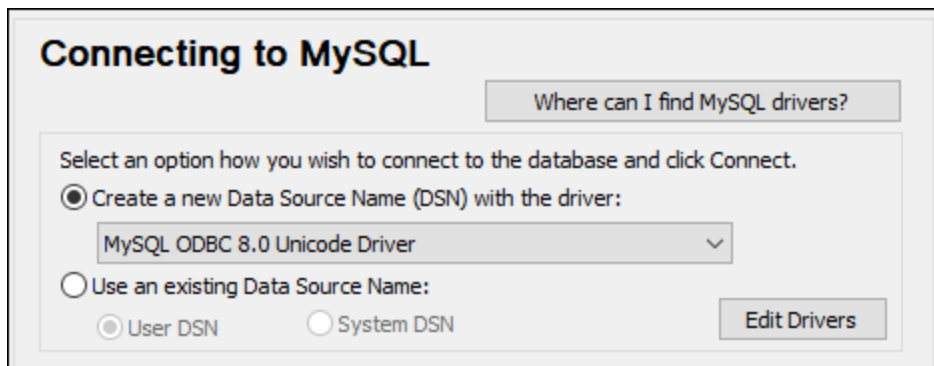 Connecting to MySQL
Where can I find MySQL drivers?
Select an option how you wish to connect to the database and click Connect.
Create a new Data Source Name (DSN) with the driver:
MySQL ODBC 8.0 Unicode Driver
Use an existing Data Source Name:
User DSN System DSN Edit Drivers